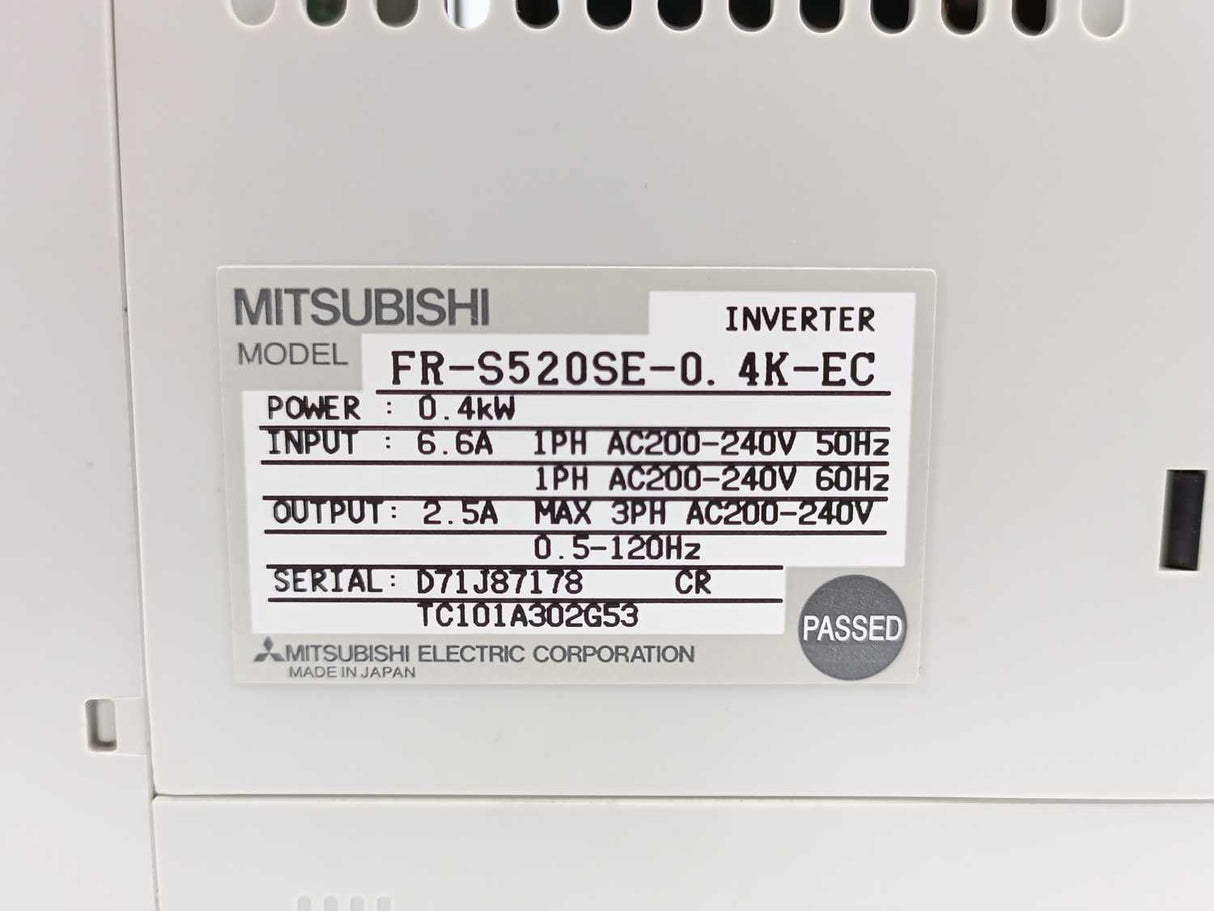 MITSUBISHI
INVERTER
MODEL FR-S520SE-0.4K-EC
POWER : 0.4kW
INPUT : 6.6A 1PH AC200-240V 50Hz
1PH AC200-240V 60Hz
OUTPUT: 2.5A MAX 3PH AC200-240V
0.5-120Hz
SERIAL: D71J87178 CR
TC101A302G53
PASSED
MITSUBISHI ELECTRIC CORPORATION
MADE IN JAPAN